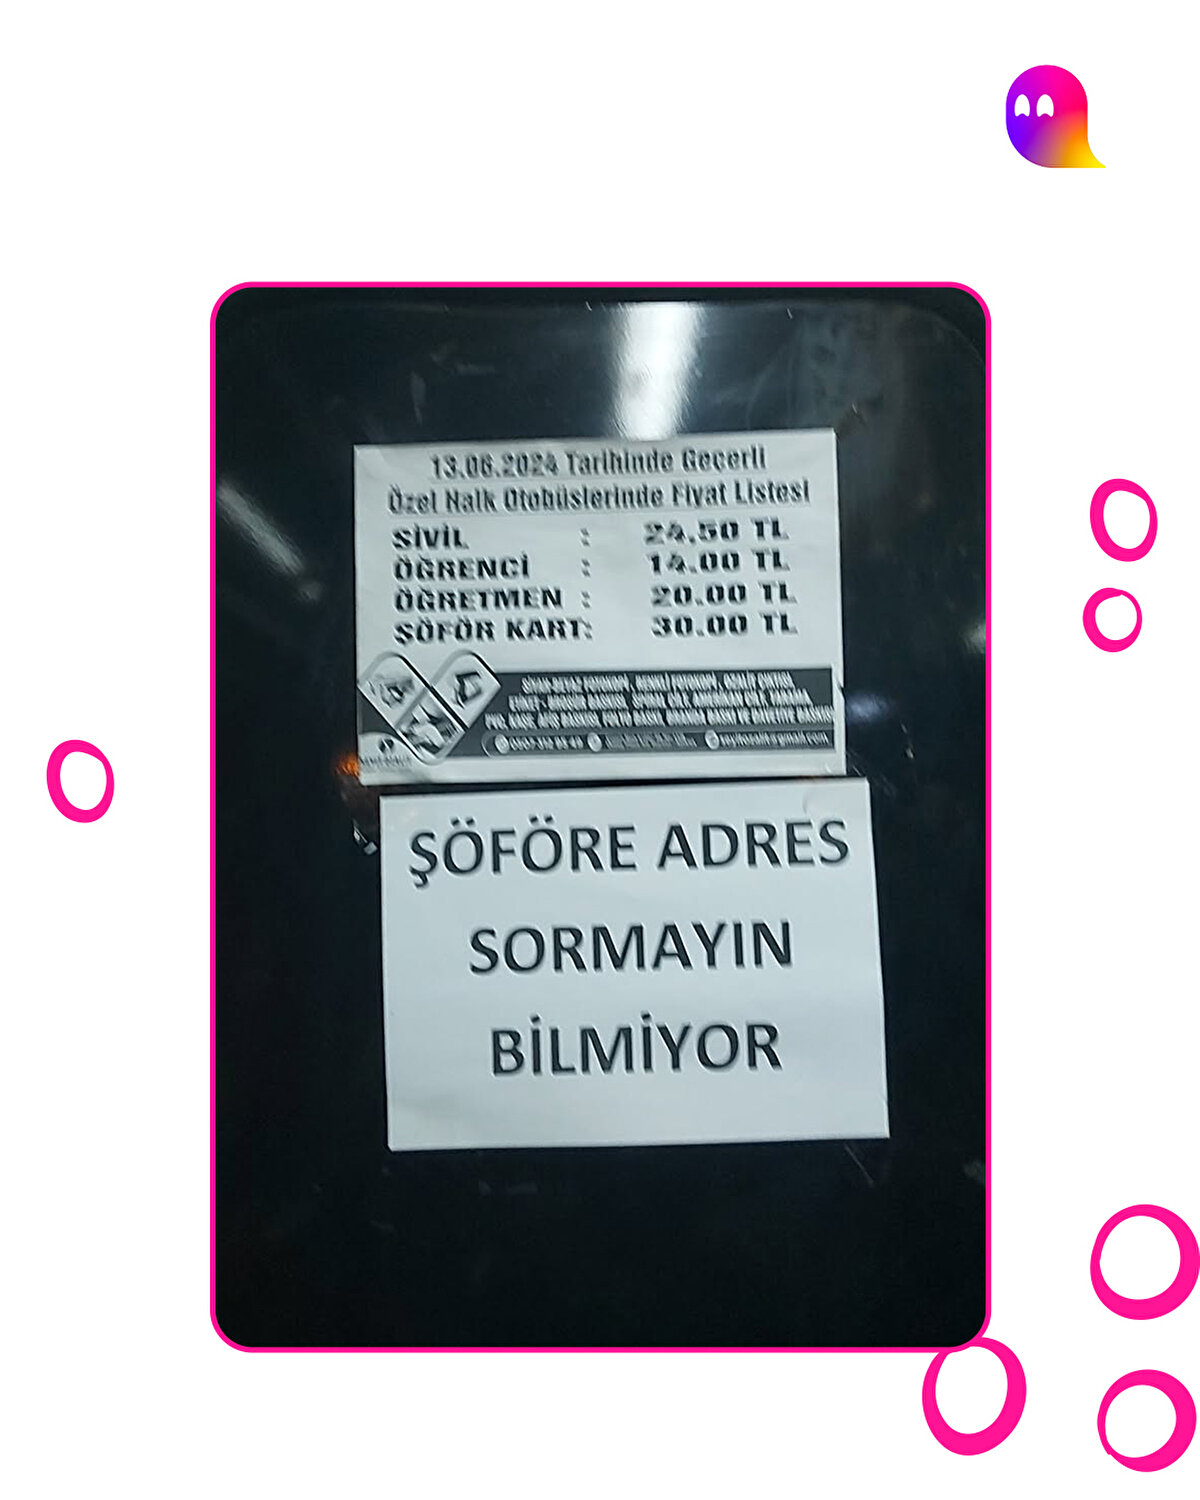 13.06.2024 Tarihinde Geçerli
Özel Halk Otobüslerinde Fiyat Listesi
SİVİL : 24.50 TL
ÖĞRENCİ : 14.00 TL
ÖĞRETMEN : 20.00 TL
ŞÖFÖR KART: 30.00 TL
ŞÖFÖRE ADRES
SORMAYIN
BİLMİYOR